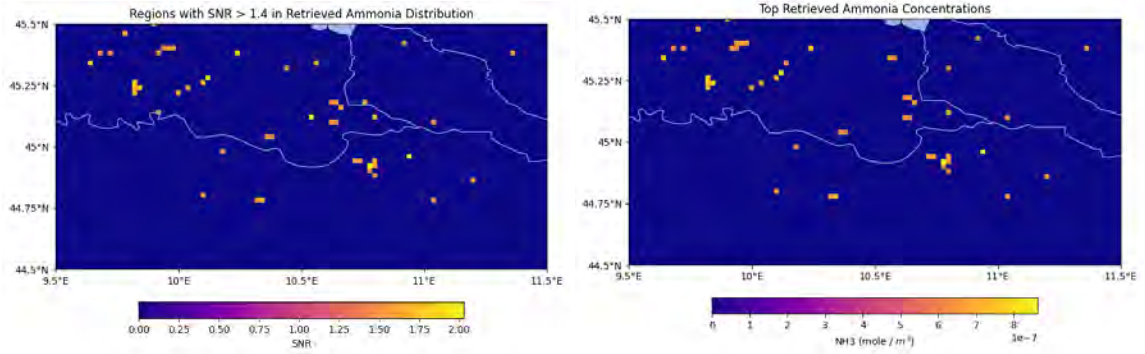 Regions with SNR > 1.4 in Retrieved Ammonia Distribution
45.5°N
45.25°N
45°N
44.75°N
44.5°N
9.5°E 10°E 10.5°E 11°E 11.5°E
0.00 0.25 0.50 0.75 1.00 1.25 1.50 1.75 2.00
SNR
Top Retrieved Ammonia Concentrations
45.5°N
45.25°N
45°N
44.75°N
44.5°N
9.5°E 10°E 10.5°E 11°E 11.5°E
0 1 2 3 4 5 6 7 8
1e-7
NH3 (mole / m²)